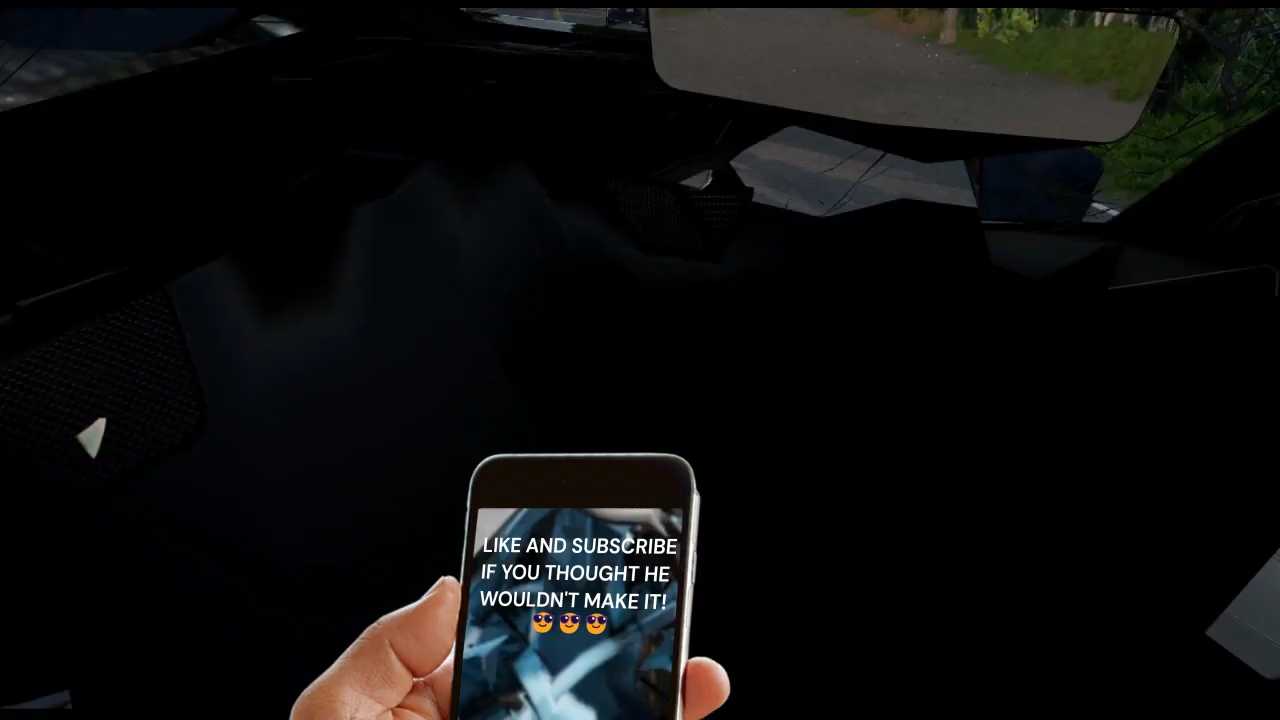 LIKE AND SUBSCRIBE
IF YOU THOUGHT HE
WOULDN'T MAKE IT!
😎😎😎